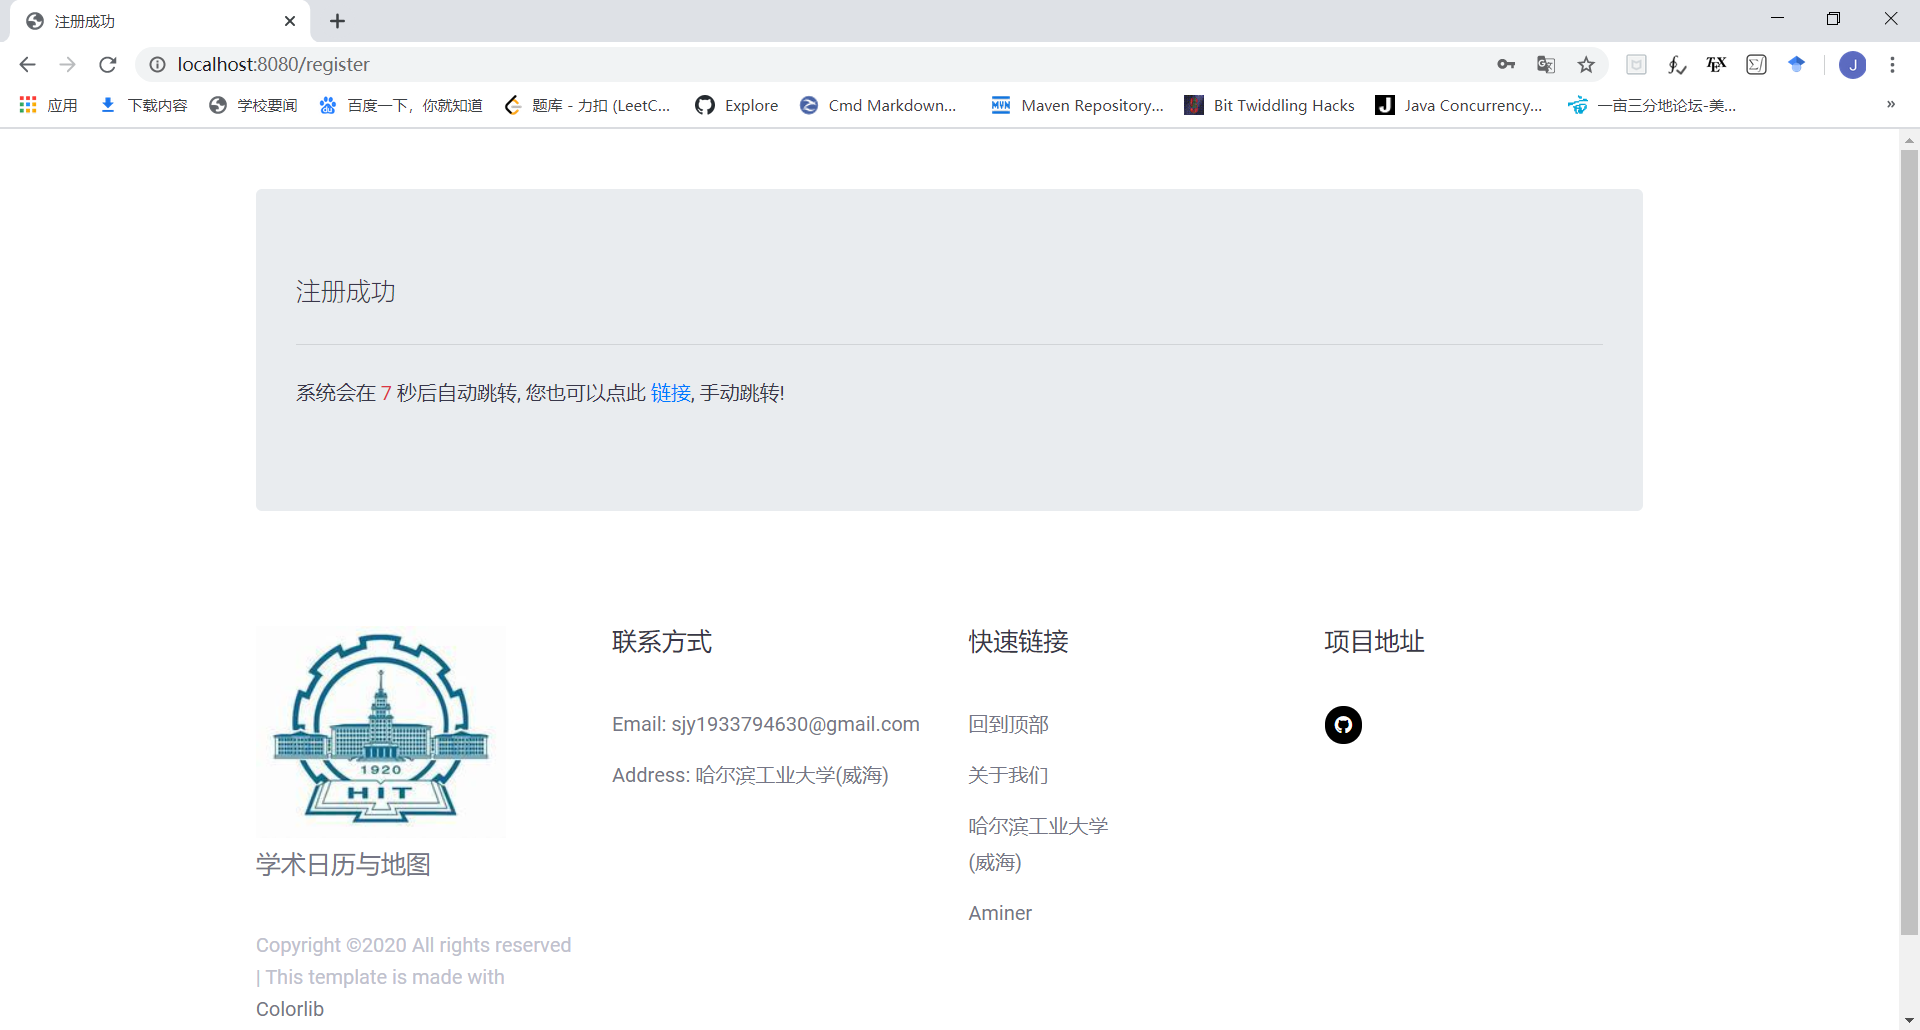 注册成功
localhost:8080/register
J
应用 下载内容 学校要闻 百度一下，你就知道 题库 - 力扣 (LeetC... Explore Cmd Markdown... Maven Repository... Bit Twiddling Hacks Java Concurrency... 一亩三分地论坛-美... »
注册成功
系统会在 7 秒后自动跳转, 您也可以点此 链接, 手动跳转!
1920
HIT
学术日历与地图
Copyright ©2020 All rights reserved
| This template is made with
Colorlib
联系方式
Email: sjy1933794630@gmail.com
Address: 哈尔滨工业大学(威海)
快速链接
回到顶部
关于我们
哈尔滨工业大学
(威海)
Aminer
项目地址